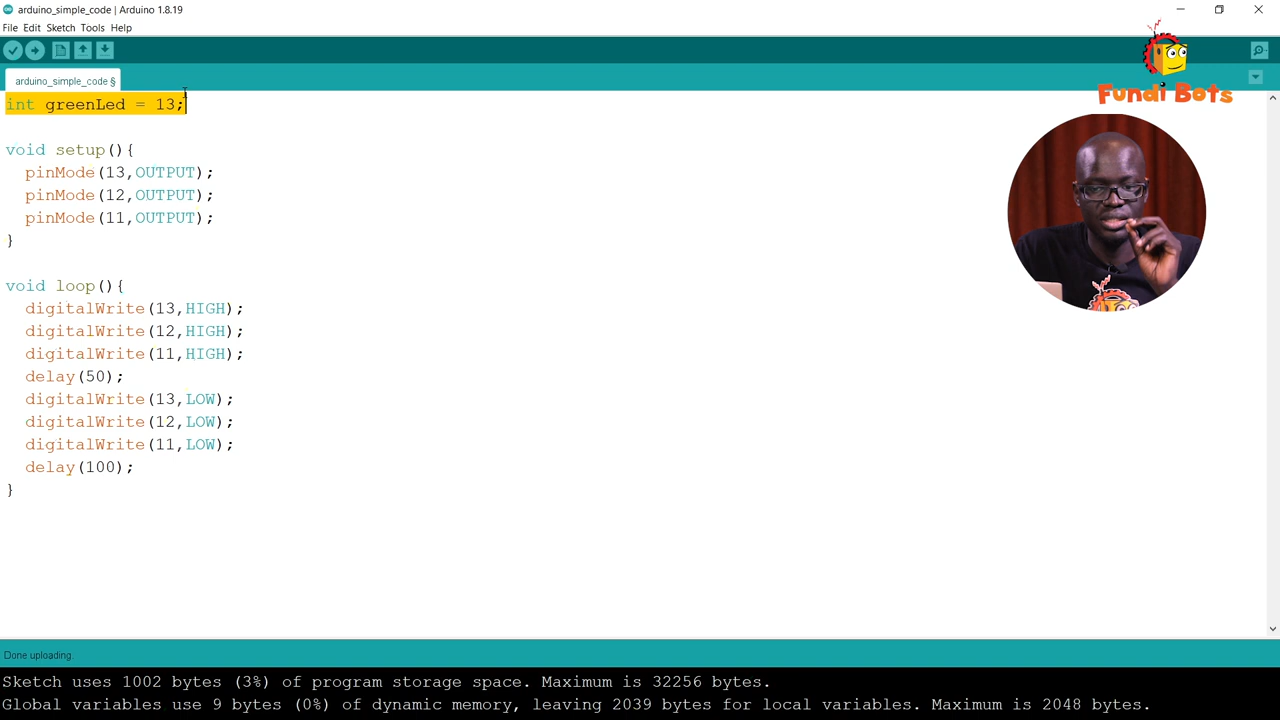 arduino_simple_code | Arduino 1.8.19
File Edit Sketch Tools Help
Fundi Bots
arduino_simple_code §
int greenLed = 13;
void setup(){
pinMode(13,OUTPUT);
pinMode(12,OUTPUT);
pinMode(11,OUTPUT);
}
void loop(){
digitalWrite(13,HIGH);
digitalWrite(12,HIGH);
digitalWrite(11,HIGH);
delay(50);
digitalWrite(13,LOW);
digitalWrite(12,LOW);
digitalWrite(11,LOW);
delay(100);
}
Done uploading.
Sketch uses 1002 bytes (3%) of program storage space. Maximum is 32256 bytes.
Global variables use 9 bytes (0%) of dynamic memory, leaving 2039 bytes for local variables. Maximum is 2048 bytes.